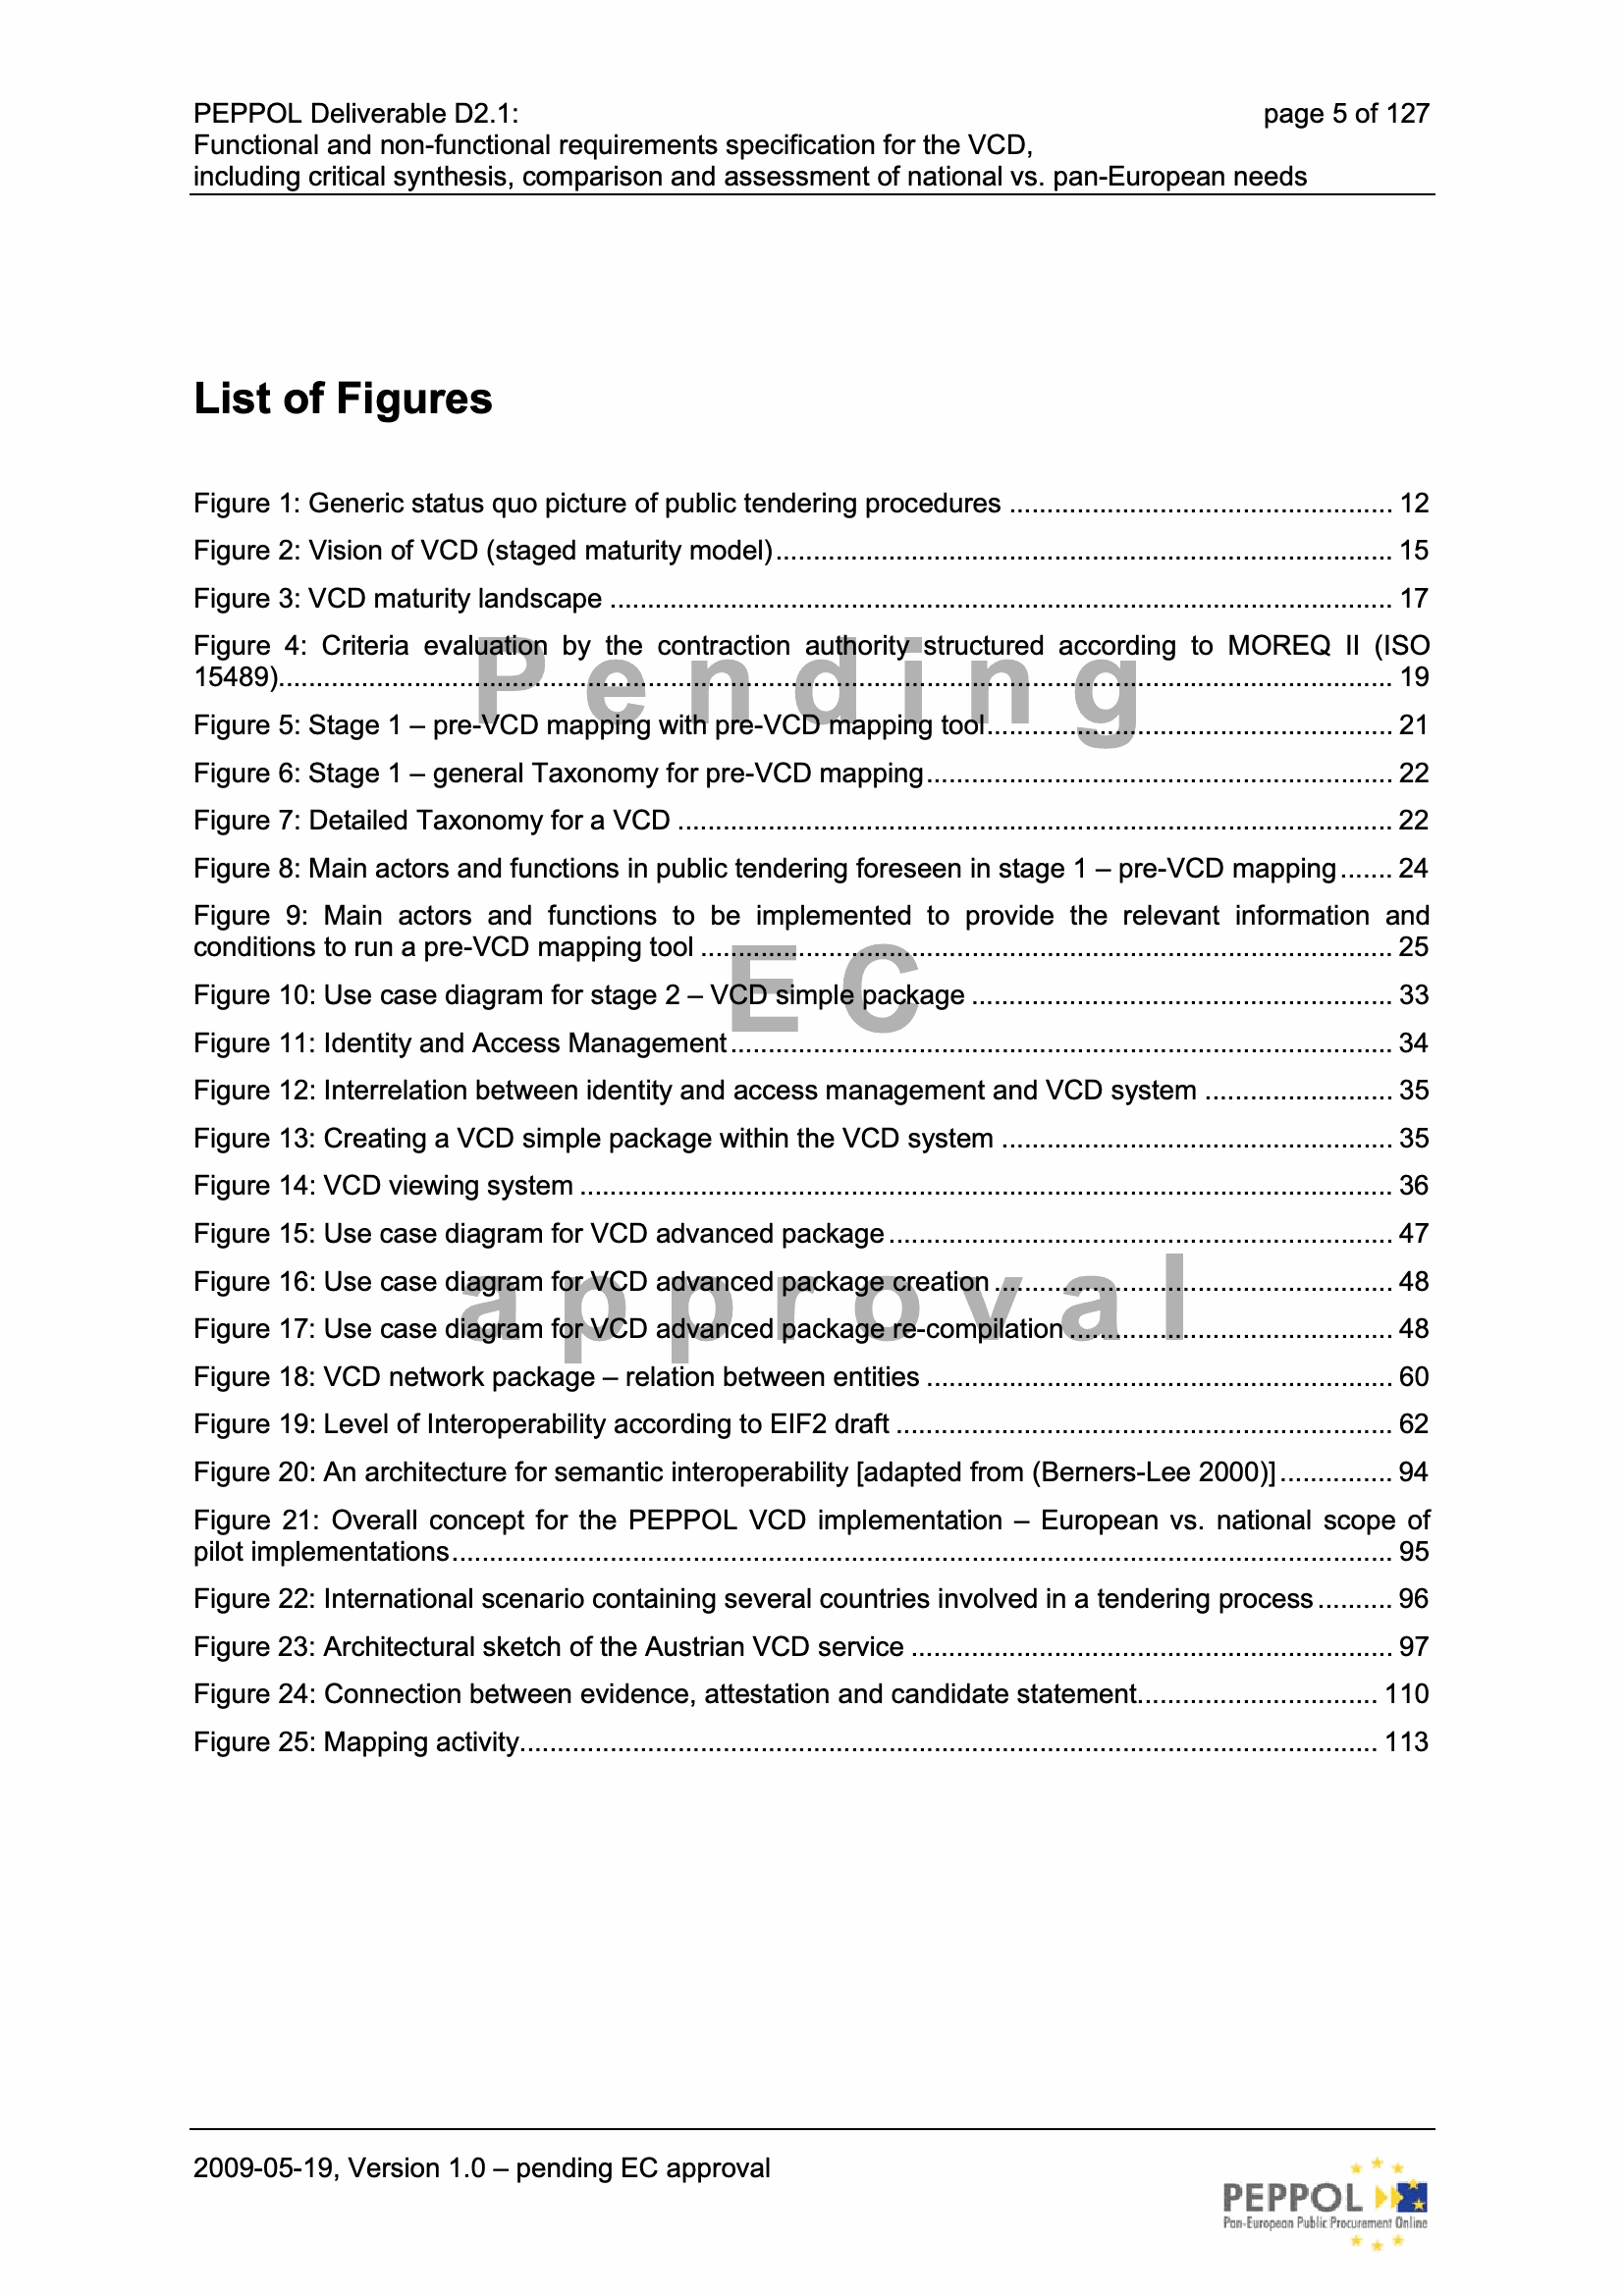 PEPPOL Deliverable D2.1: page 5 of 127
Functional and non-functional requirements specification for the VCD,
including critical synthesis, comparison and assessment of national vs. pan-European needs
List of Figures
Figure 1: Generic status quo picture of public tendering procedures ................................................... 12
Figure 2: Vision of VCD (staged maturity model).................................................................................. 15
Figure 3: VCD maturity landscape ........................................................................................................ 17
Figure 4: Criteria evaluation by the contraction authority structured according to MOREQ II (ISO
15489).................................................................................................................................................... 19
Figure 5: Stage 1 – pre-VCD mapping with pre-VCD mapping tool...................................................... 21
Figure 6: Stage 1 – general Taxonomy for pre-VCD mapping.............................................................. 22
Figure 7: Detailed Taxonomy for a VCD ............................................................................................... 22
Figure 8: Main actors and functions in public tendering foreseen in stage 1 – pre-VCD mapping....... 24
Figure 9: Main actors and functions to be implemented to provide the relevant information and
conditions to run a pre-VCD mapping tool ............................................................................................ 25
Figure 10: Use case diagram for stage 2 – VCD simple package ........................................................ 33
Figure 11: Identity and Access Management........................................................................................ 34
Figure 12: Interrelation between identity and access management and VCD system ......................... 35
Figure 13: Creating a VCD simple package within the VCD system .................................................... 35
Figure 14: VCD viewing system ............................................................................................................ 36
Figure 15: Use case diagram for VCD advanced package................................................................... 47
Figure 16: Use case diagram for VCD advanced package creation..................................................... 48
Figure 17: Use case diagram for VCD advanced package re-compilation........................................... 48
Figure 18: VCD network package – relation between entities .............................................................. 60
Figure 19: Level of Interoperability according to EIF2 draft .................................................................. 62
Figure 20: An architecture for semantic interoperability [adapted from (Berners-Lee 2000)]............... 94
Figure 21: Overall concept for the PEPPOL VCD implementation – European vs. national scope of
pilot implementations............................................................................................................................. 95
Figure 22: International scenario containing several countries involved in a tendering process.......... 96
Figure 23: Architectural sketch of the Austrian VCD service ................................................................ 97
Figure 24: Connection between evidence, attestation and candidate statement................................ 110
Figure 25: Mapping activity.................................................................................................................. 113
Pending
EC
approval
2009-05-19, Version 1.0 – pending EC approval
PEPPOL
Pan-European Public Procurement Online